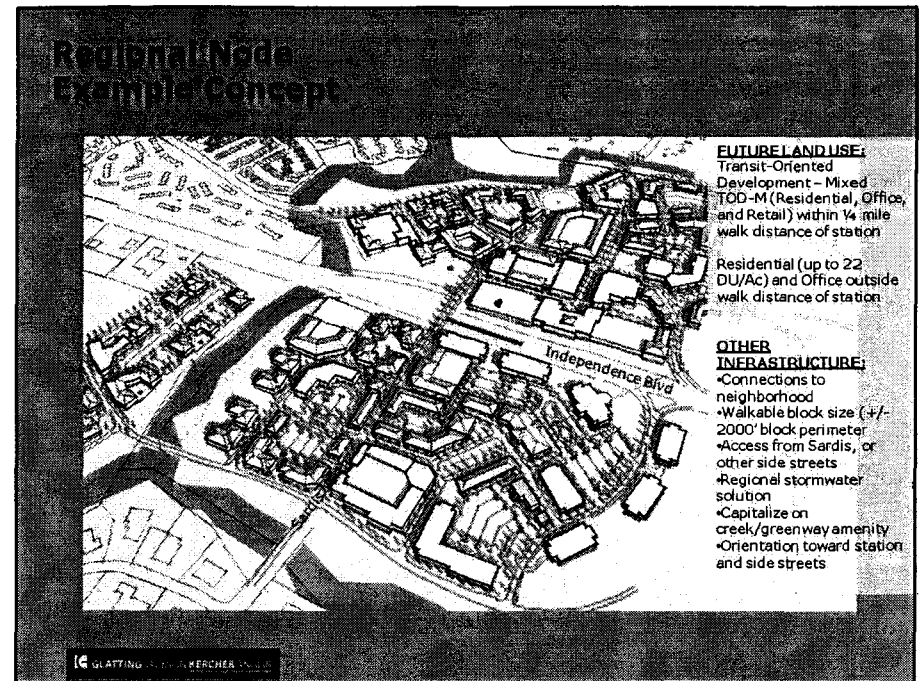 Regional Node
Example Concept
FUTURE LAND USE:
Transit-Oriented
Development – Mixed
TOD-M (Residential, Office,
and Retail) within ¼ mile
walk distance of station
Residential (up to 22
DU/Ac) and Office outside
walk distance of station
OTHER
INFRASTRUCTURE:
•Connections to
neighborhood
•Walkable block size (+/-
2000' block perimeter
•Access from Sardis, or
other side streets
•Regional stormwater
solution
•Capitalize on
creek/greenway amenity
•Orientation toward station
and side streets
Independence Blvd
GLATTING KERCHER